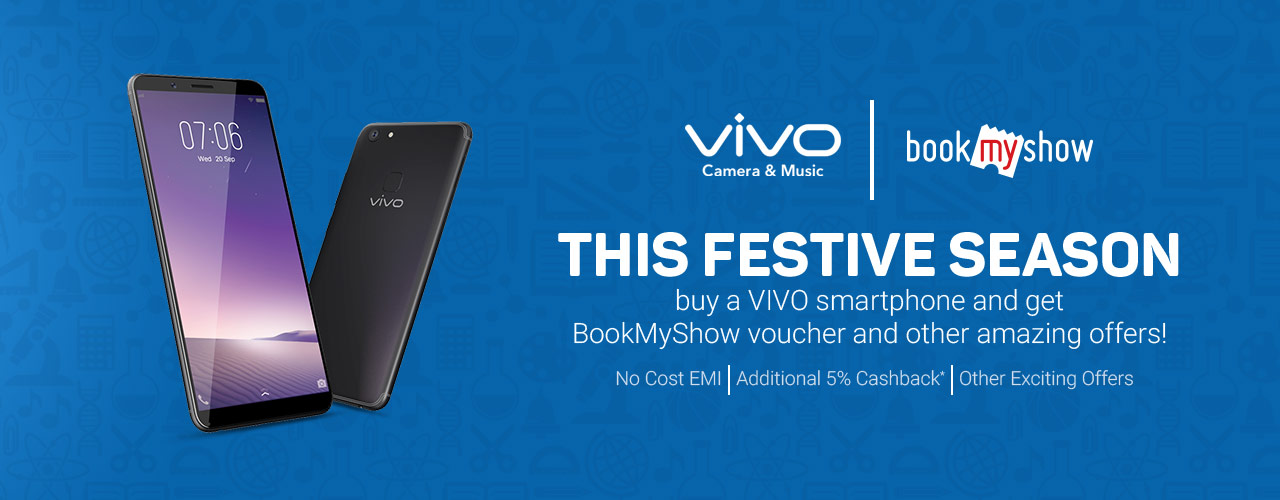 07:06
Wed 20 Sep
vivo
vivo
Camera & Music
bookmyshow
THIS FESTIVE SEASON
buy a VIVO smartphone and get
BookMyShow voucher and other amazing offers!
No Cost EMI | Additional 5% Cashback* | Other Exciting Offers